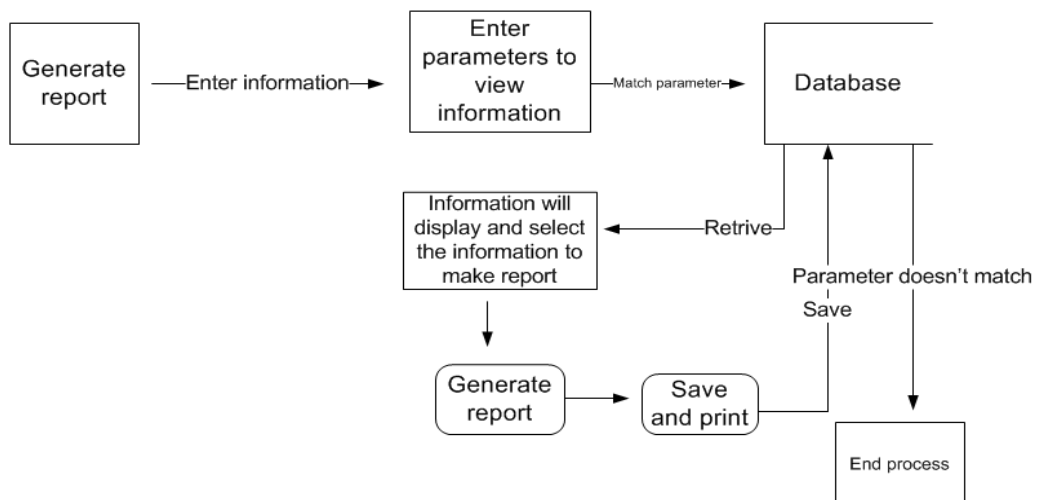 Generate
report
Enter information
Enter
parameters to
view
information
Match parameter
Database
Information will
display and select
the information to
make report
Retrive
Parameter doesn't match
Save
Generate
report
Save
and print
End process